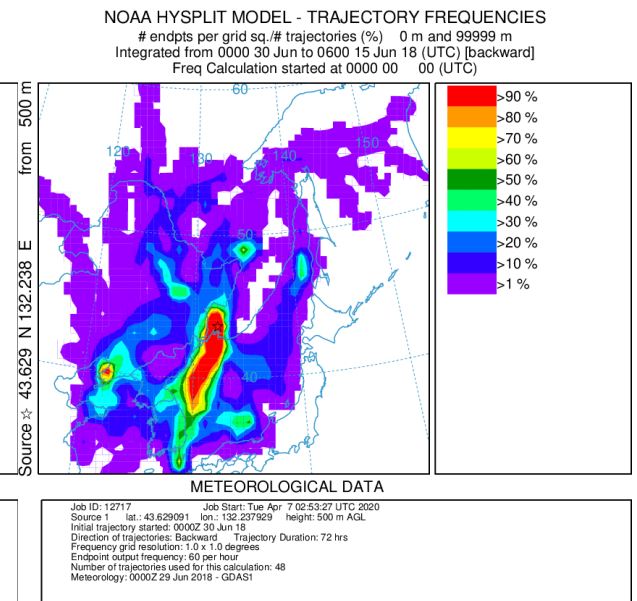 NOAA HYSPLIT MODEL - TRAJECTORY FREQUENCIES
# endpts per grid sq./# trajectories (%) 0 m and 99999 m
Integrated from 0000 30 Jun to 0600 15 Jun 18 (UTC) [backward]
Freq Calculation started at 0000 00 00 (UTC)
Source ☆ 43.629 N 132.238 E from 500 m
60
120
130
140
150
50
40
>90 %
>80 %
>70 %
>60 %
>50 %
>40 %
>30 %
>20 %
>10 %
>1 %
METEOROLOGICAL DATA
Job ID: 12717 Job Start: Tue Apr 7 02:53:27 UTC 2020
Source 1 lat.: 43.629091 lon.: 132.237929 height: 500 m AGL
Initial trajectory started: 0000Z 30 Jun 18
Direction of trajectories: Backward Trajectory Duration: 72 hrs
Frequency grid resolution: 1.0 x 1.0 degrees
Endpoint output frequency: 60 per hour
Number of trajectories used for this calculation: 48
Meteorology: 0000Z 29 Jun 2018 - GDAS1